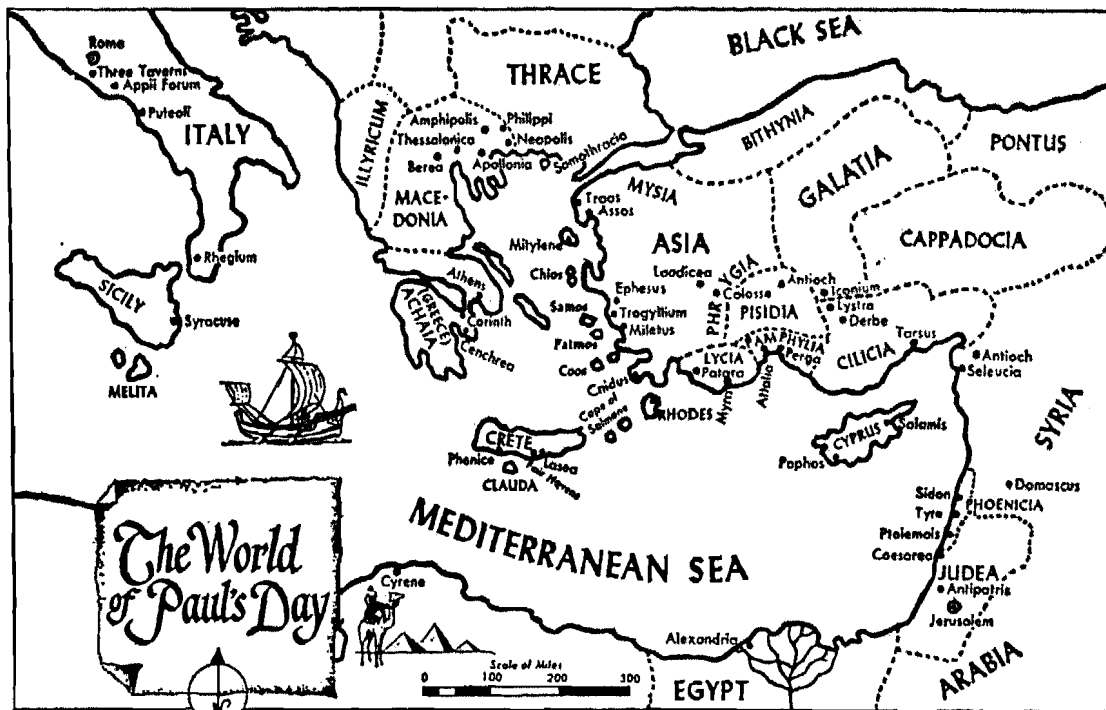 BLACK SEA
THRACE
ITALY
Rome
Three Taverns
Appii Forum
Puteoli
ILLYRICUM
Amphipolis
Philippi
Thessalonica
Neapolis
Berea
Apollonia
Samothracia
MACE-
DONIA
BITHYNIA
PONTUS
GALATIA
MYSIA
Troas
Assos
CAPPADOCIA
ASIA
Mitylene
Rhegium
SICILY
Syracuse
MELITA
Athens
(GREECE)
ACHAIA
Corinth
Cenchrea
Chios
Laodicea
PHRYGIA
Antioch
Iconium
Ephesus
Colosse
Lystra
Samos
Trogyllium
PISIDIA
Derbe
Miletus
Patmos
PAMPHYLIA
Tarsus
LYCIA
Perga
CILICIA
Coos
Patara
Antioch
Cnidus
Attalia
Seleucia
Myra
RHODES
Cape of
Salmone
SYRIA
CRETE
CYPRUS
Salamis
Phenice
Lasea
Fair Havens
Paphos
CLAUDA
Damascus
Sidon
PHOENICIA
Tyre
MEDITERRANEAN SEA
Ptolemais
Caesarea
JUDEA
Antipatris
Jerusalem
The World
of Paul's Day
Cyrene
Alexandria
ARABIA
EGYPT
Scale of Miles
0 100 200 300